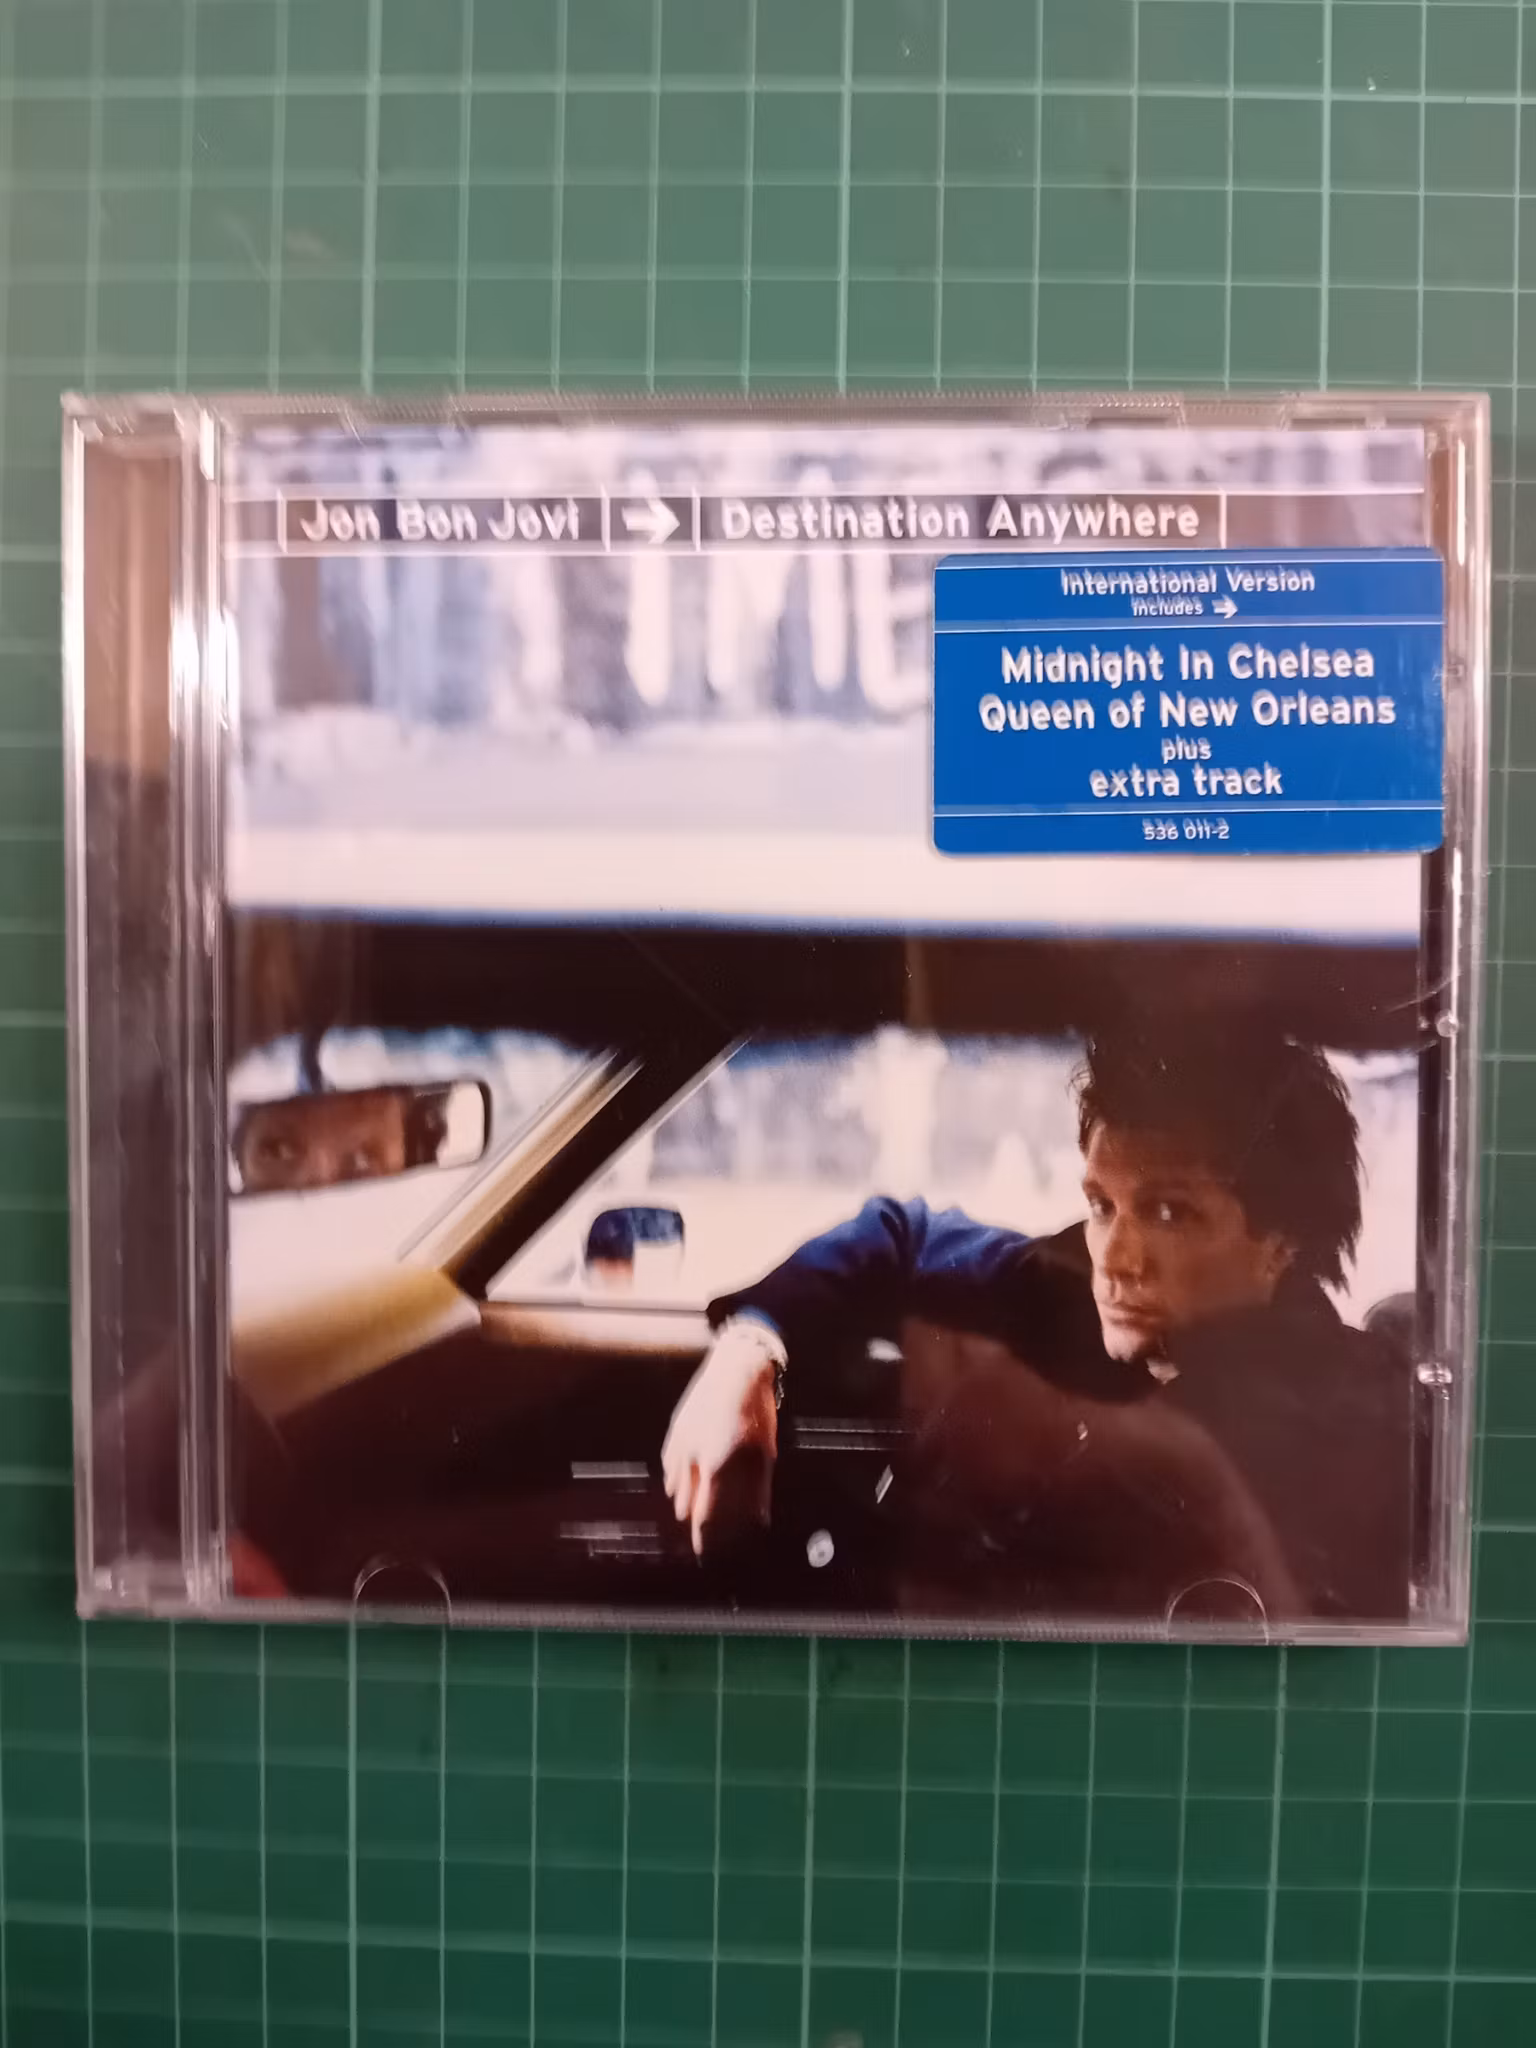 Jon Bon Jovi → Destination Anywhere
International Version
includes →
Midnight In Chelsea
Queen of New Orleans
plus
extra track
536 011-2